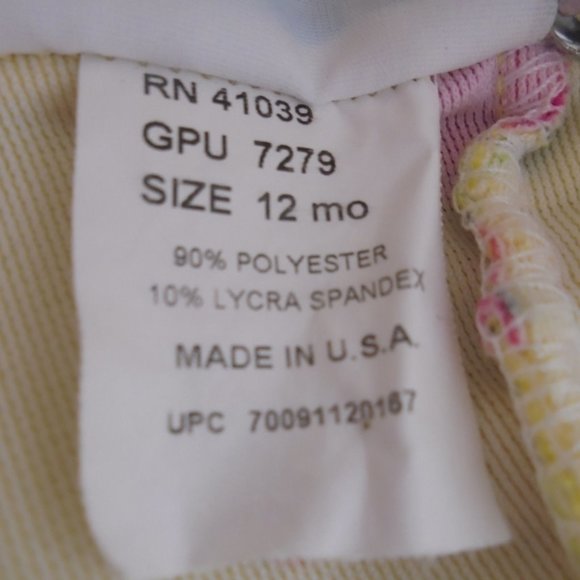 RN 41039
GPU 7279
SIZE 12 mo
90% POLYESTER
10% LYCRA SPANDEX
MADE IN U.S.A.
UPC 70091120167